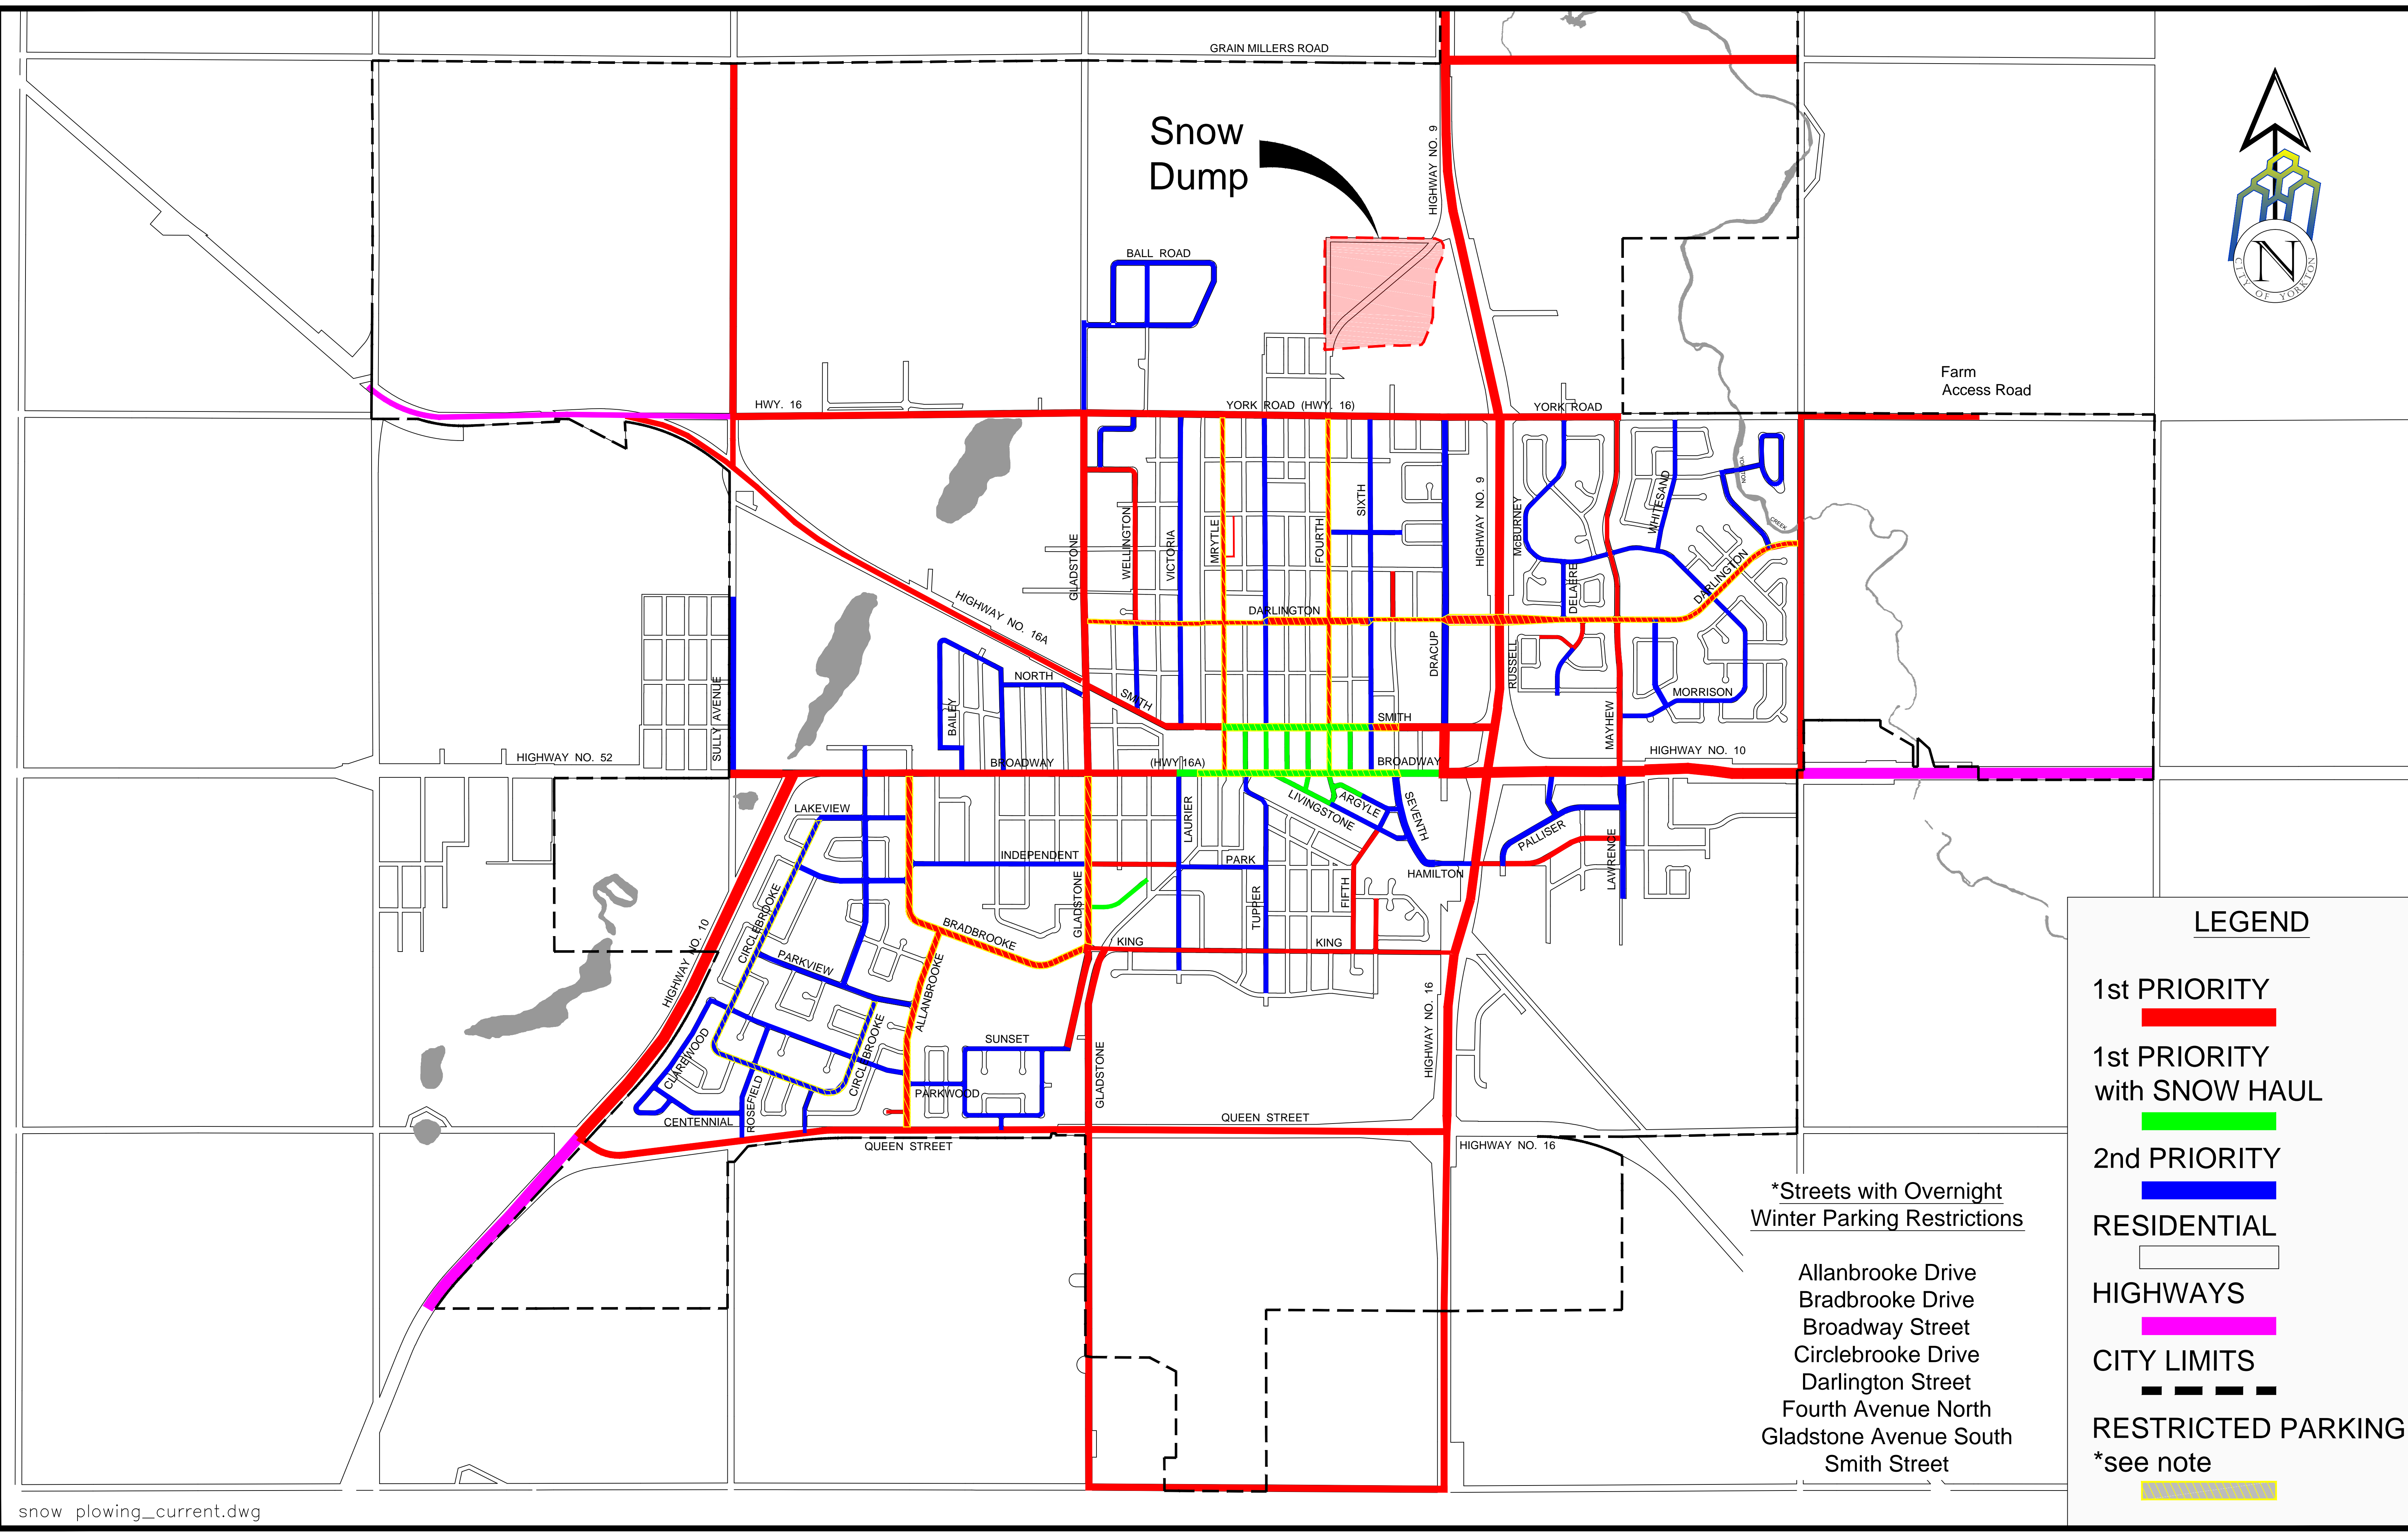 GRAIN MILLERS ROAD
Snow
Dump
HIGHWAY NO. 9
CITY OF YORKTON
N
BALL ROAD
Farm
Access Road
HWY. 16
YORK ROAD (HWY. 16)
YORK ROAD
GLADSTONE
WELLINGTON
VICTORIA
MRYTLE
FOURTH
SIXTH
DRACUP
HIGHWAY NO. 9
McBURNEY
WHITESAND
YORKTON
CREEK
DELAERE
DARLINGTON
DARLINGTON
HIGHWAY NO. 16A
SULLY AVENUE
BAILEY
NORTH
SMITH
SMITH
RUSSELL
MAYHEW
MORRISON
HIGHWAY NO. 52
BROADWAY
(HWY 16A)
BROADWAY
HIGHWAY NO. 10
LAKEVIEW
LAURIER
LIVINGSTONE
ARGYLE
SEVENTH
PALLISER
LAWRENCE
INDEPENDENT
PARK
HAMILTON
CIRCLEBROOKE
GLADSTONE
TUPPER
FIFTH
HIGHWAY NO. 10
BRADBROOKE
KING
KING
PARKVIEW
ALLANBROOKE
CIRCLEBROOKE
CLAREWOOD
ROSEFIELD
SUNSET
PARKWOOD
GLADSTONE
HIGHWAY NO. 16
CENTENNIAL
QUEEN STREET
QUEEN STREET
HIGHWAY NO. 16
*Streets with Overnight
Winter Parking Restrictions
Allanbrooke Drive
Bradbrooke Drive
Broadway Street
Circlebrooke Drive
Darlington Street
Fourth Avenue North
Gladstone Avenue South
Smith Street
LEGEND
1st PRIORITY
1st PRIORITY
with SNOW HAUL
2nd PRIORITY
RESIDENTIAL
HIGHWAYS
CITY LIMITS
RESTRICTED PARKING
*see note
snow plowing_current.dwg